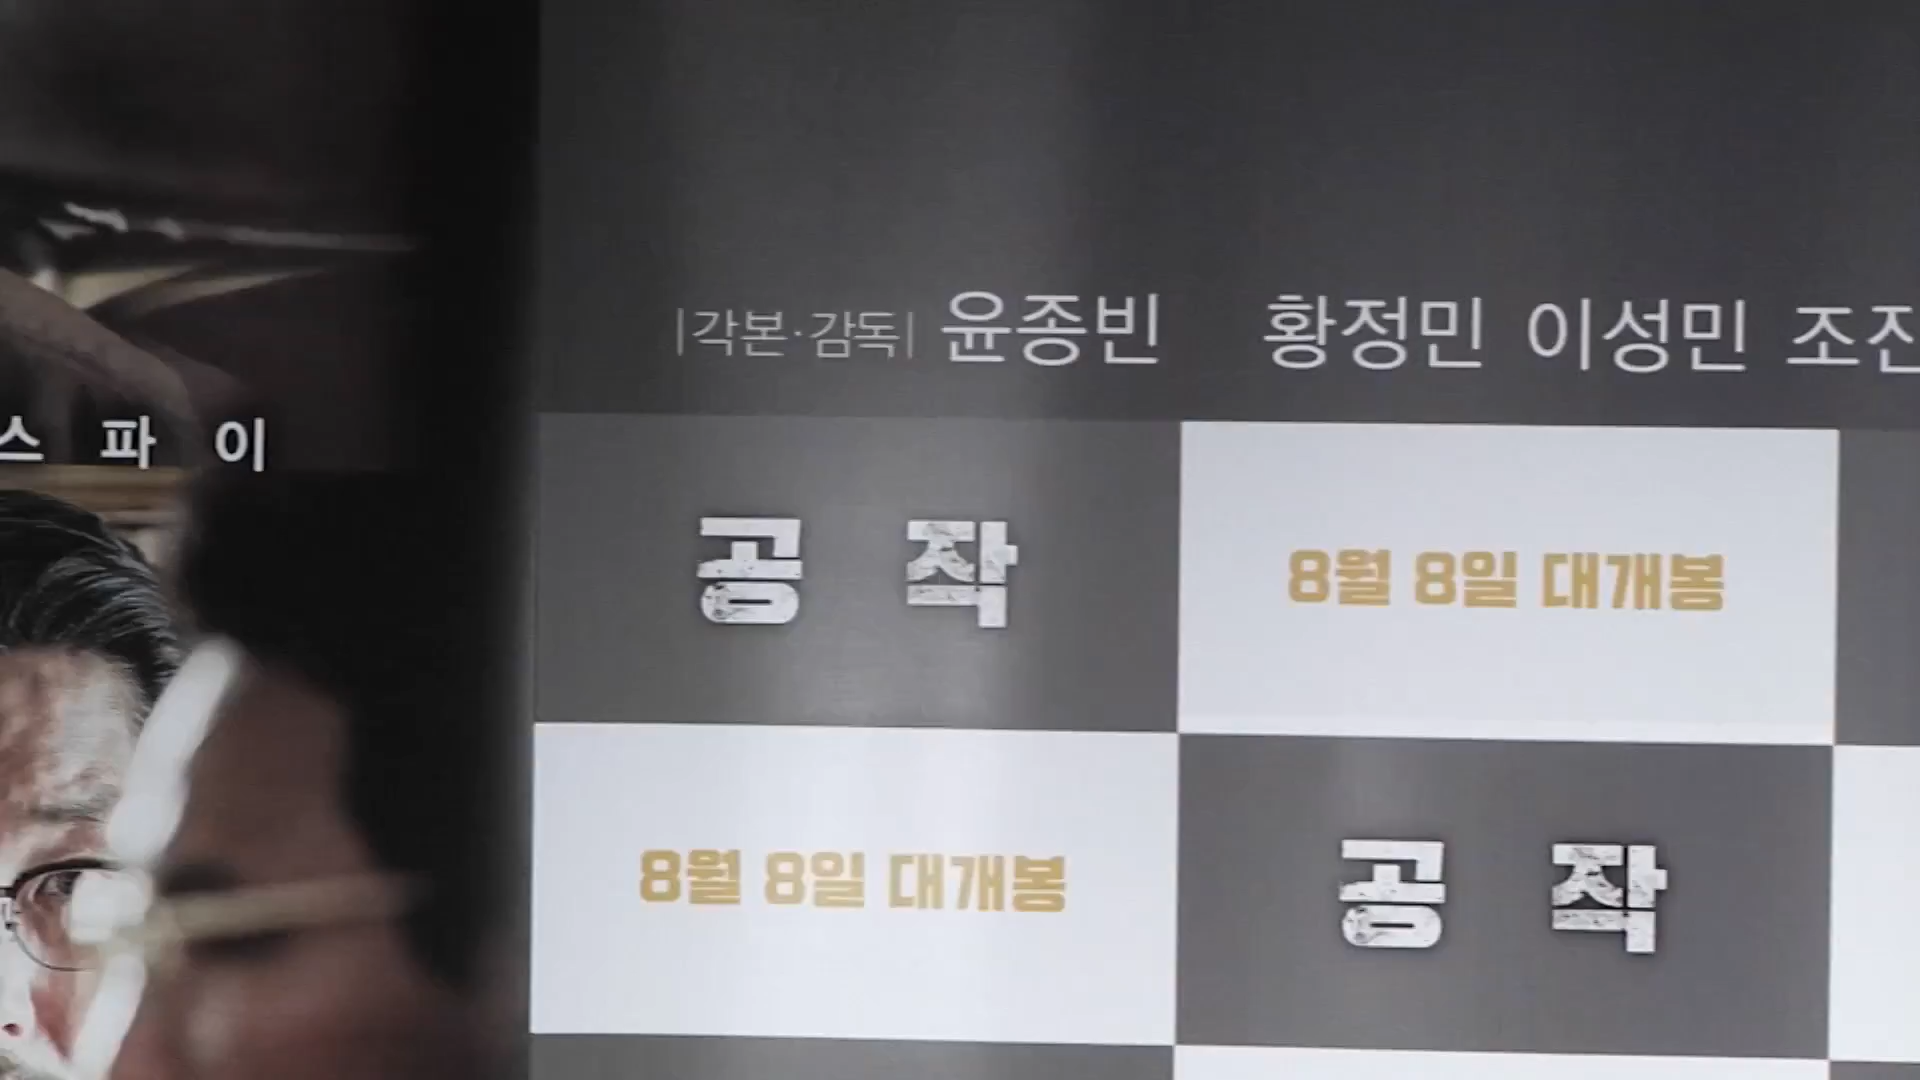 스파이
|각본·감독| 윤종빈 황정민 이성민
공작
8월 8일 대개봉
8월 8일 대개봉
공작